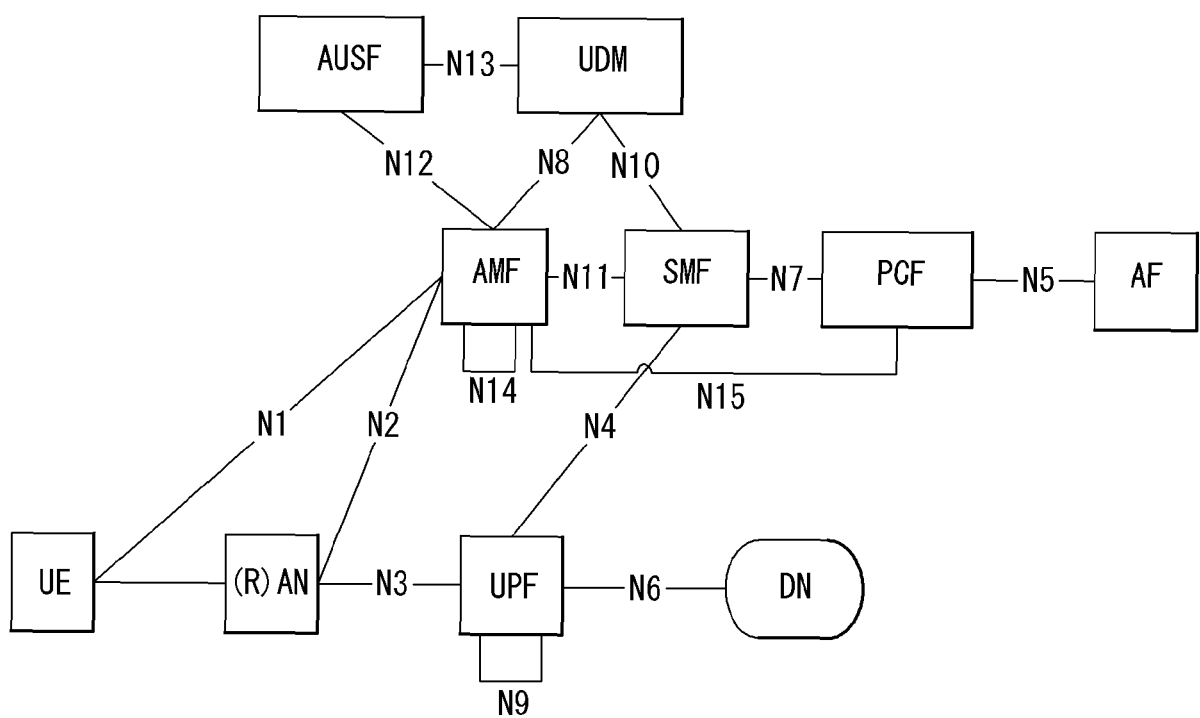 AUSF N13 UDM
N12 N8 N10
AMF N11 SMF N7 PCF N5 AF
N14 N15
N1 N2 N4
UE (R)AN N3 UPF N6 DN
N9